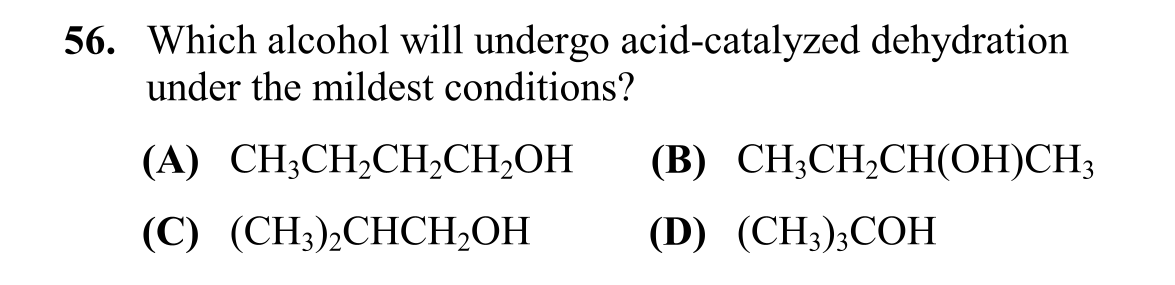 56. Which alcohol will undergo acid-catalyzed dehydration
under the mildest conditions?
(A) CH₃CH₂CH₂CH₂OH (B) CH₃CH₂CH(OH)CH₃
(C) (CH₃)₂CHCH₂OH (D) (CH₃)₃COH